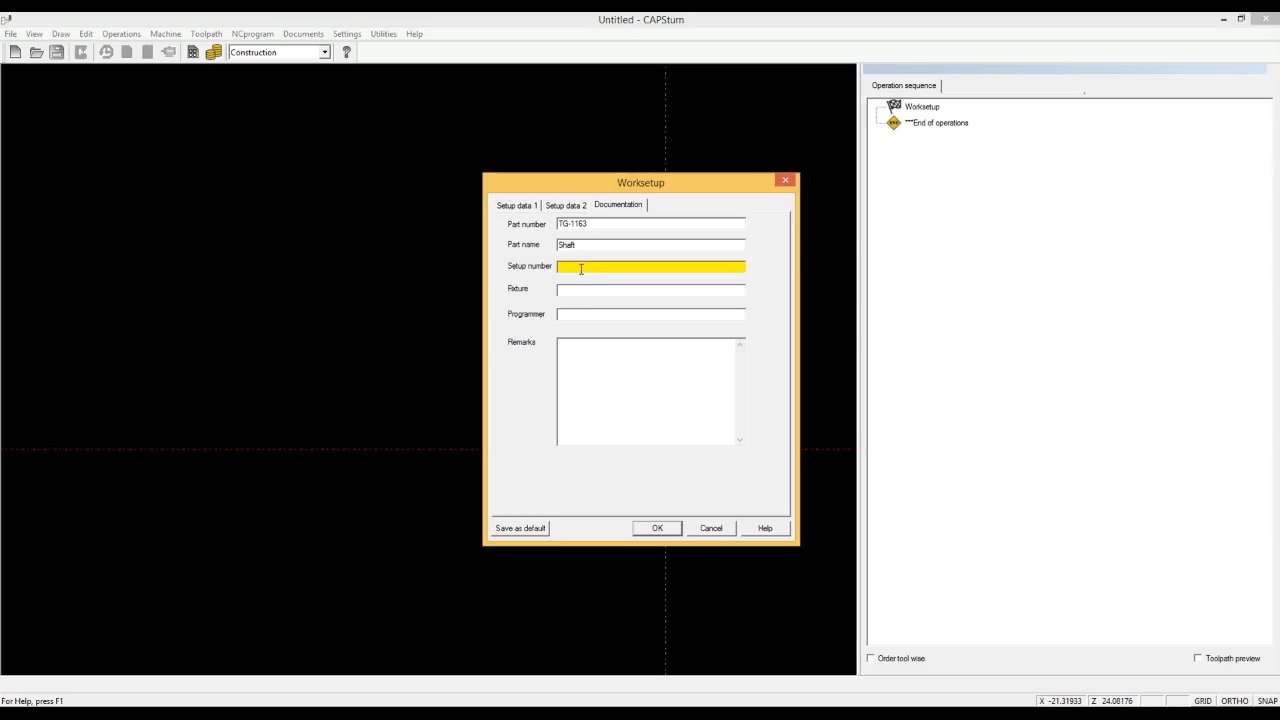 Untitled - CAPSturn
File View Draw Edit Operations Machine Toolpath NCprogram Documents Settings Utilities Help
Construction
Operation sequence
Worksetup
***End of operations
Worksetup
Setup data 1 Setup data 2 Documentation
Part number TG-1163
Part name Shaft
Setup number
Fixture
Programmer
Remarks
Save as default OK Cancel Help
Order tool wise Toolpath preview
For Help, press F1 X -21.31933 Z 24.08176 GRID ORTHO SNAP